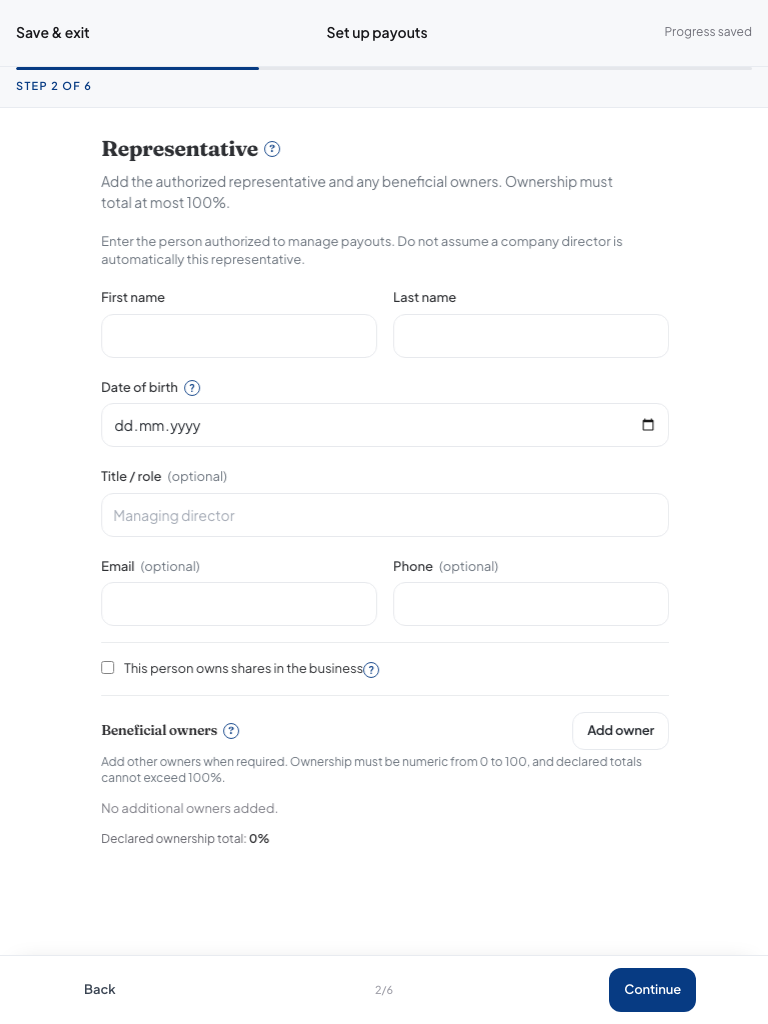 Save & exit
Set up payouts
Progress saved
STEP 2 OF 6
Representative ?
Add the authorized representative and any beneficial owners. Ownership must
total at most 100%.
Enter the person authorized to manage payouts. Do not assume a company director is
automatically this representative.
First name
Last name
Date of birth ?
dd.mm.yyyy
Title / role (optional)
Managing director
Email (optional)
Phone (optional)
This person owns shares in the business ?
Beneficial owners ?
Add owner
Add other owners when required. Ownership must be numeric from 0 to 100, and declared totals
cannot exceed 100%.
No additional owners added.
Declared ownership total: 0%
Back
2/6
Continue